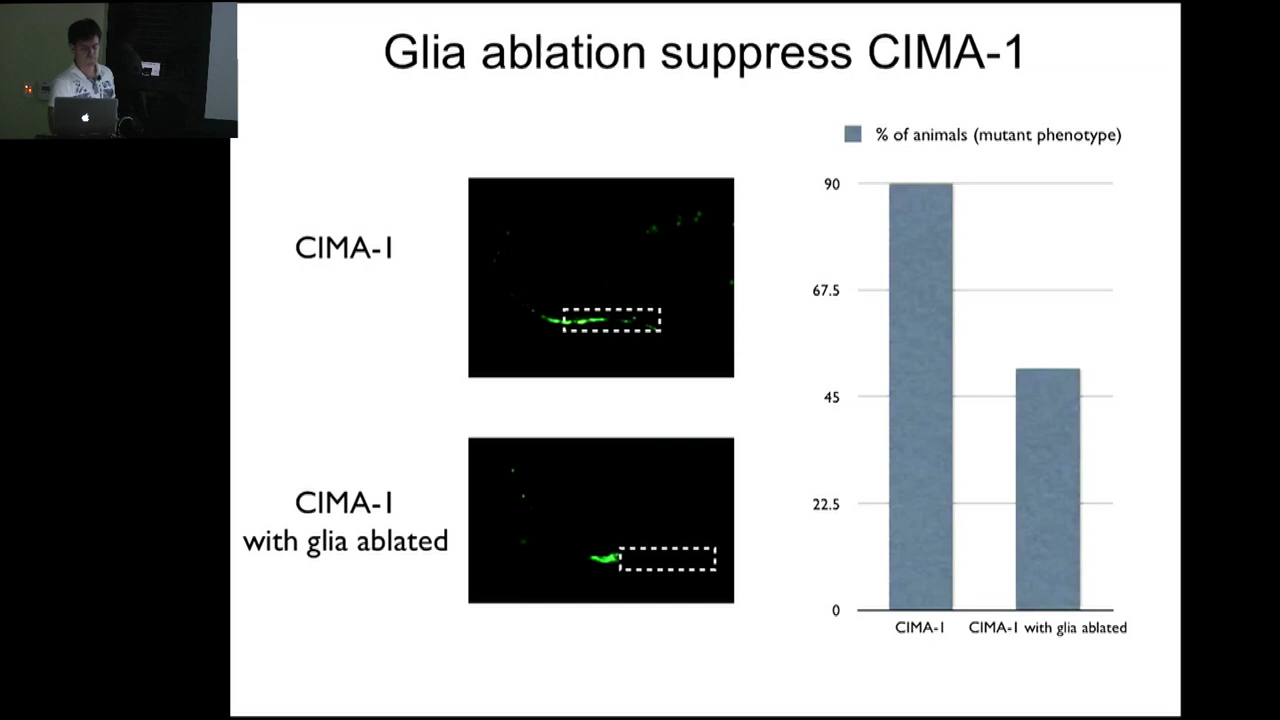 Glia ablation suppress CIMA-1
% of animals (mutant phenotype)
CIMA-1
CIMA-1
with glia ablated
90
67.5
45
22.5
0
CIMA-1
CIMA-1 with glia ablated